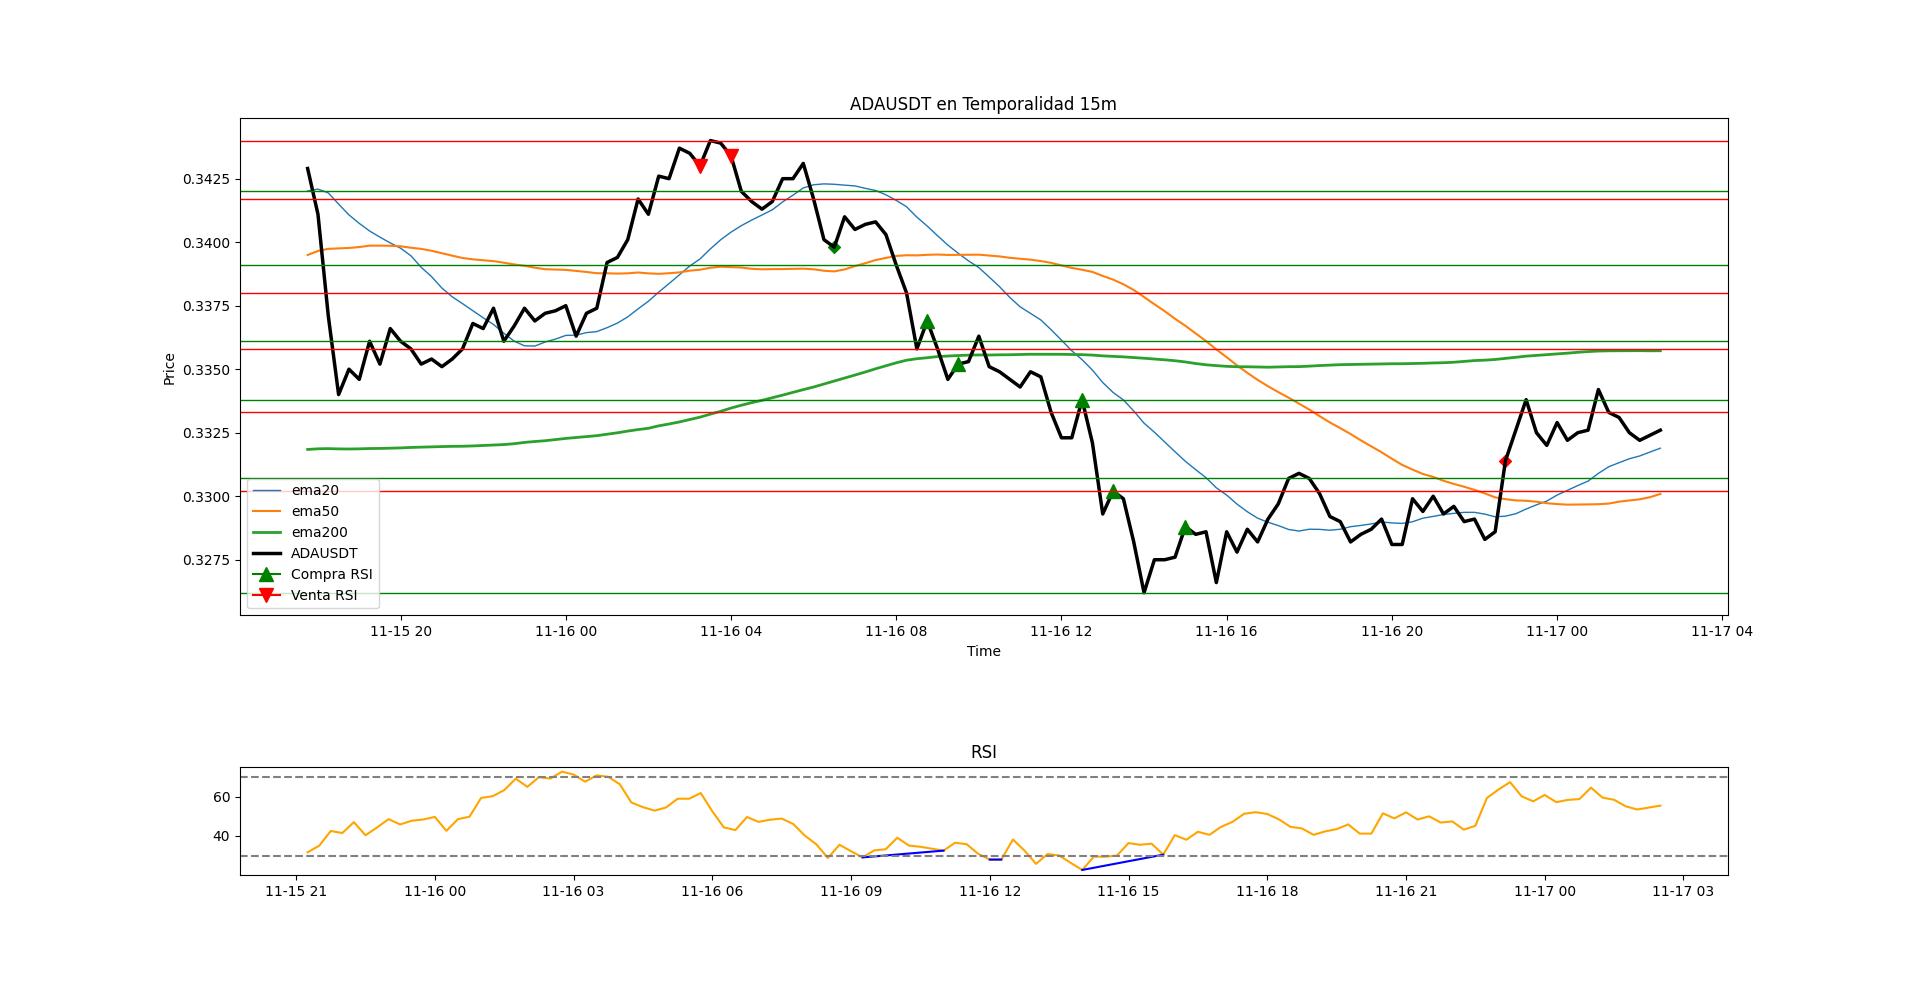 ADAUSDT en Temporalidad 15m
0.3425
0.3400
0.3375
0.3350
0.3325
0.3300
0.3275
Price
ema20
ema50
ema200
ADAUSDT
Compra RSI
Venta RSI
11-15 20 11-16 00 11-16 04 11-16 08 11-16 12 11-16 16 11-16 20 11-17 00 11-17 04
Time
RSI
60
40
11-15 21 11-16 00 11-16 03 11-16 06 11-16 09 11-16 12 11-16 15 11-16 18 11-16 21 11-17 00 11-17 03